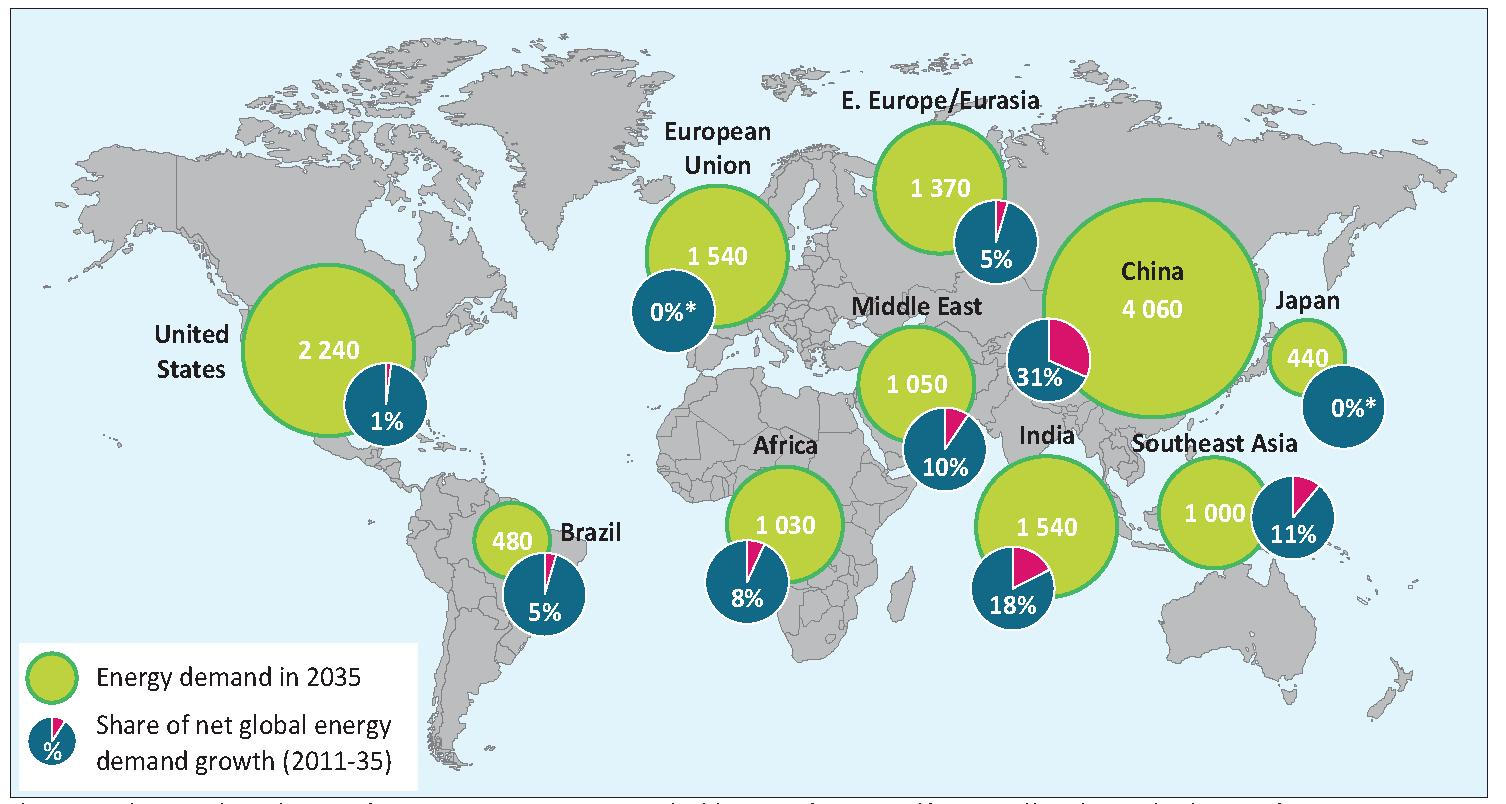 E. Europe/Eurasia
1 370
5%
European
Union
1 540
0%*
China
4 060
31%
Japan
440
0%*
Middle East
1 050
10%
United
States
2 240
1%
Africa
1 030
8%
India
1 540
18%
Southeast Asia
1 000
11%
Brazil
480
5%
Energy demand in 2035
%
Share of net global energy
demand growth (2011-35)